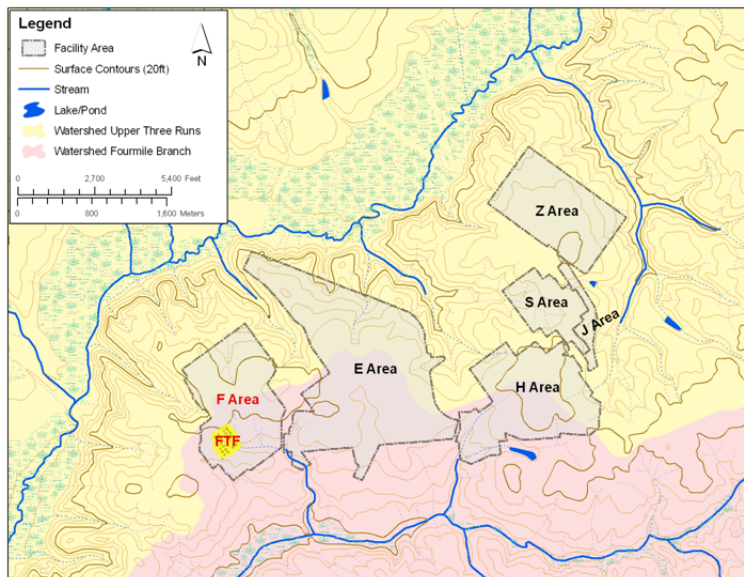 Legend
Facility Area
Surface Contours (20ft)
Stream
Lake/Pond
Watershed Upper Three Runs
Watershed Fourmile Branch
N
0 2,700 5,400 Feet
0 800 1,600 Meters
Z Area
S Area
J Area
E Area
H Area
F Area
FTF